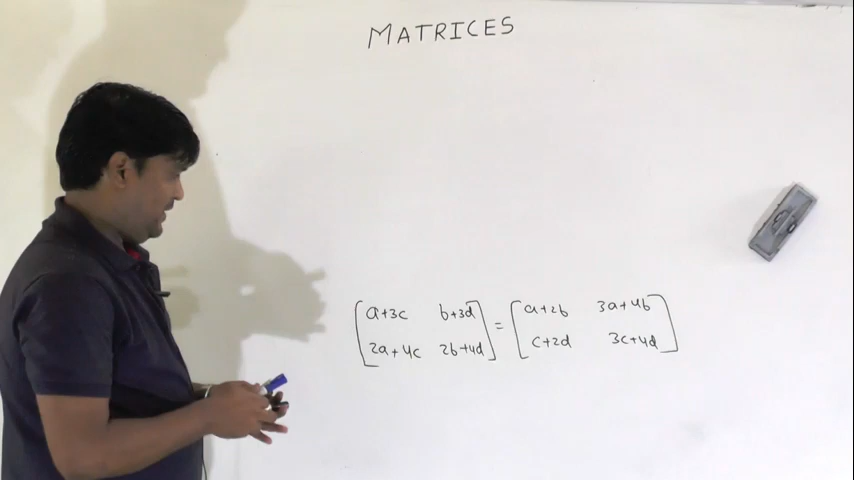 MATRICES
[a+3c b+3d] = [a+2b 3a+4b]
[2a+4c 2b+4d] [c+2d 3c+4d]